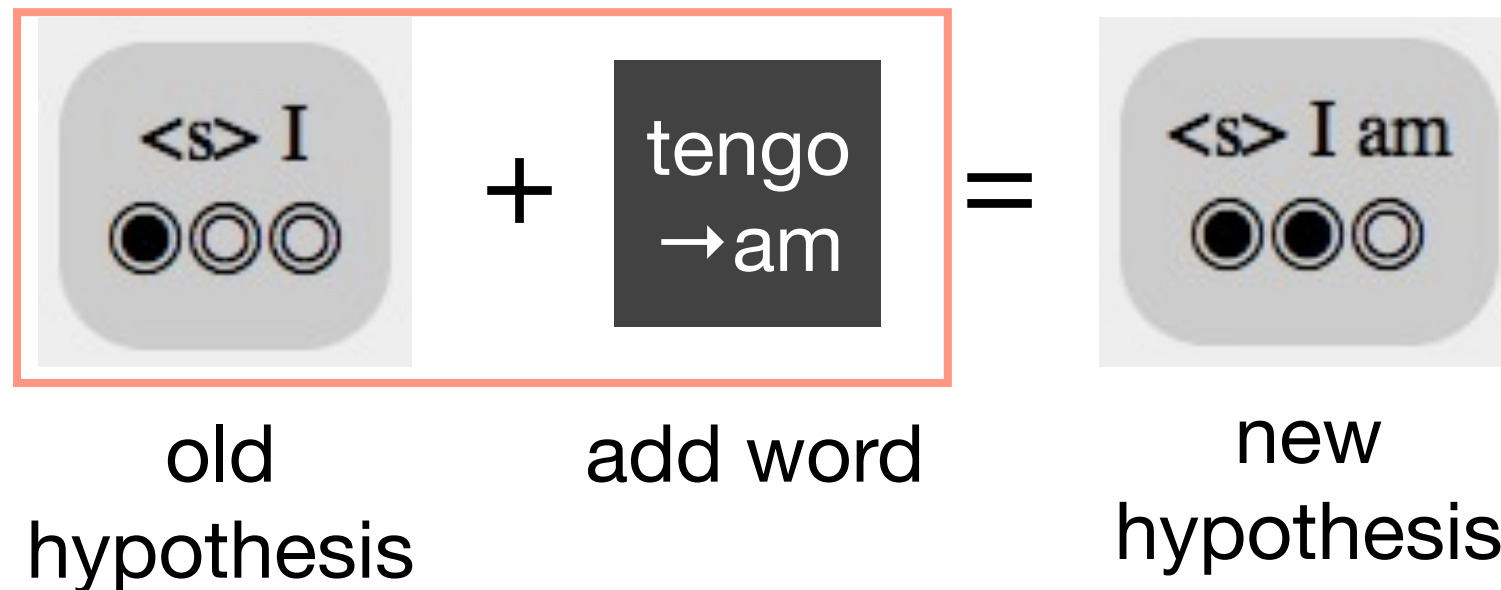 <s> I
+
tengo
→am
=
<s> I am
old
hypothesis
add word
new
hypothesis